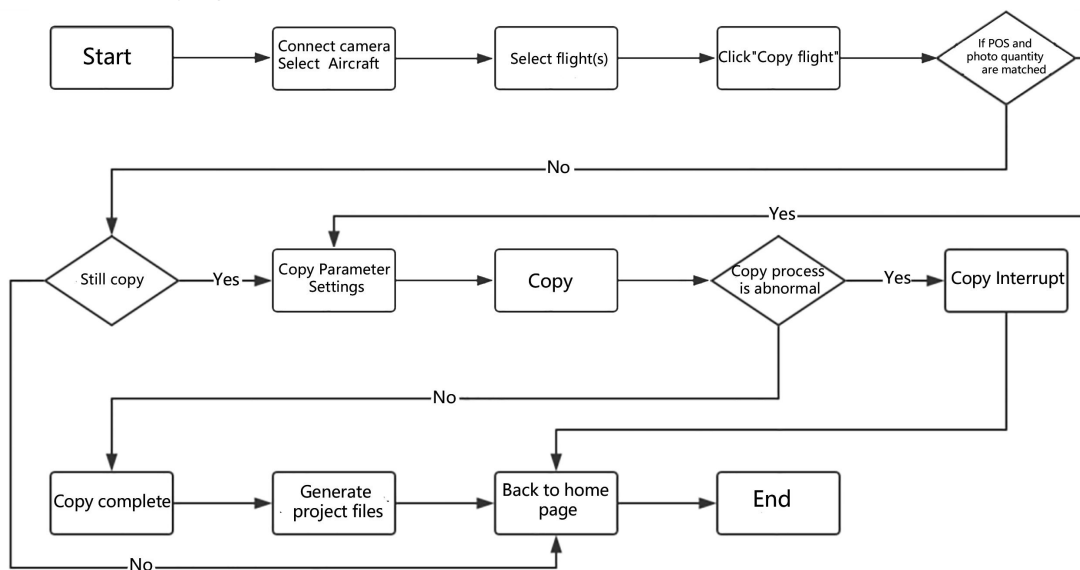 Start
Connect camera
Select Aircraft
Select flight(s)
Click"Copy flight"
If POS and
photo quantity
are matched
No
Yes
Still copy
Yes
Copy Parameter
Settings
Copy
Copy process
is abnormal
Yes
Copy Interrupt
No
Copy complete
Generate
project files
Back to home
page
End
No